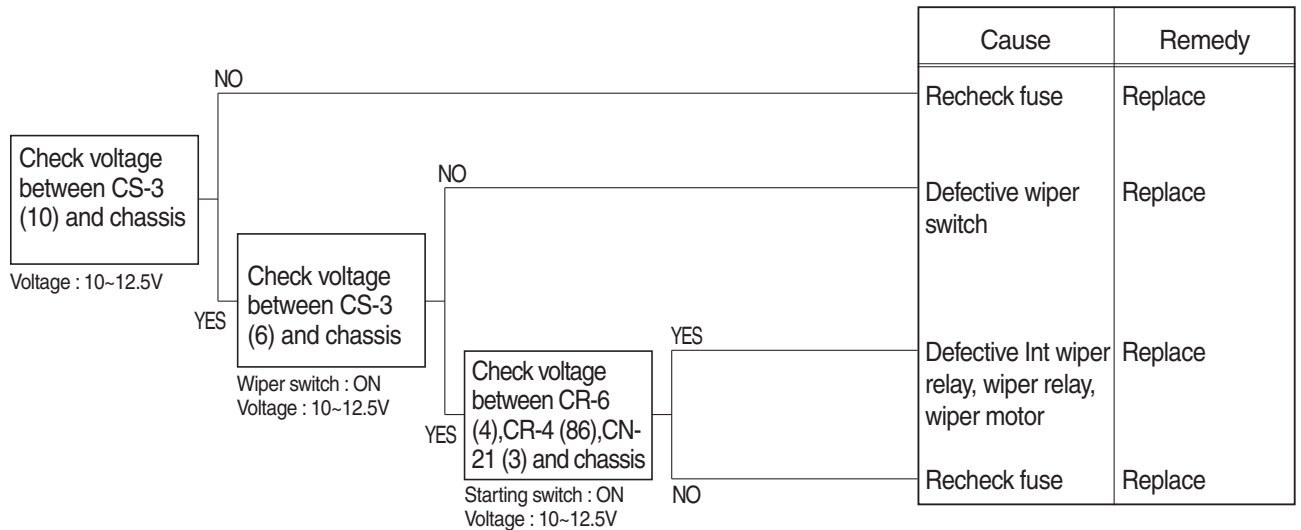 Cause
Remedy
NO
Recheck fuse
Replace
Check voltage
between CS-3
(10) and chassis
Voltage : 10~12.5V
NO
Defective wiper
switch
Replace
YES
Check voltage
between CS-3
(6) and chassis
Wiper switch : ON
Voltage : 10~12.5V
YES
Defective Int wiper
relay, wiper relay,
wiper motor
Replace
YES
Check voltage
between CR-6
(4),CR-4 (86),CN-
21 (3) and chassis
Starting switch : ON
Voltage : 10~12.5V
NO
Recheck fuse
Replace